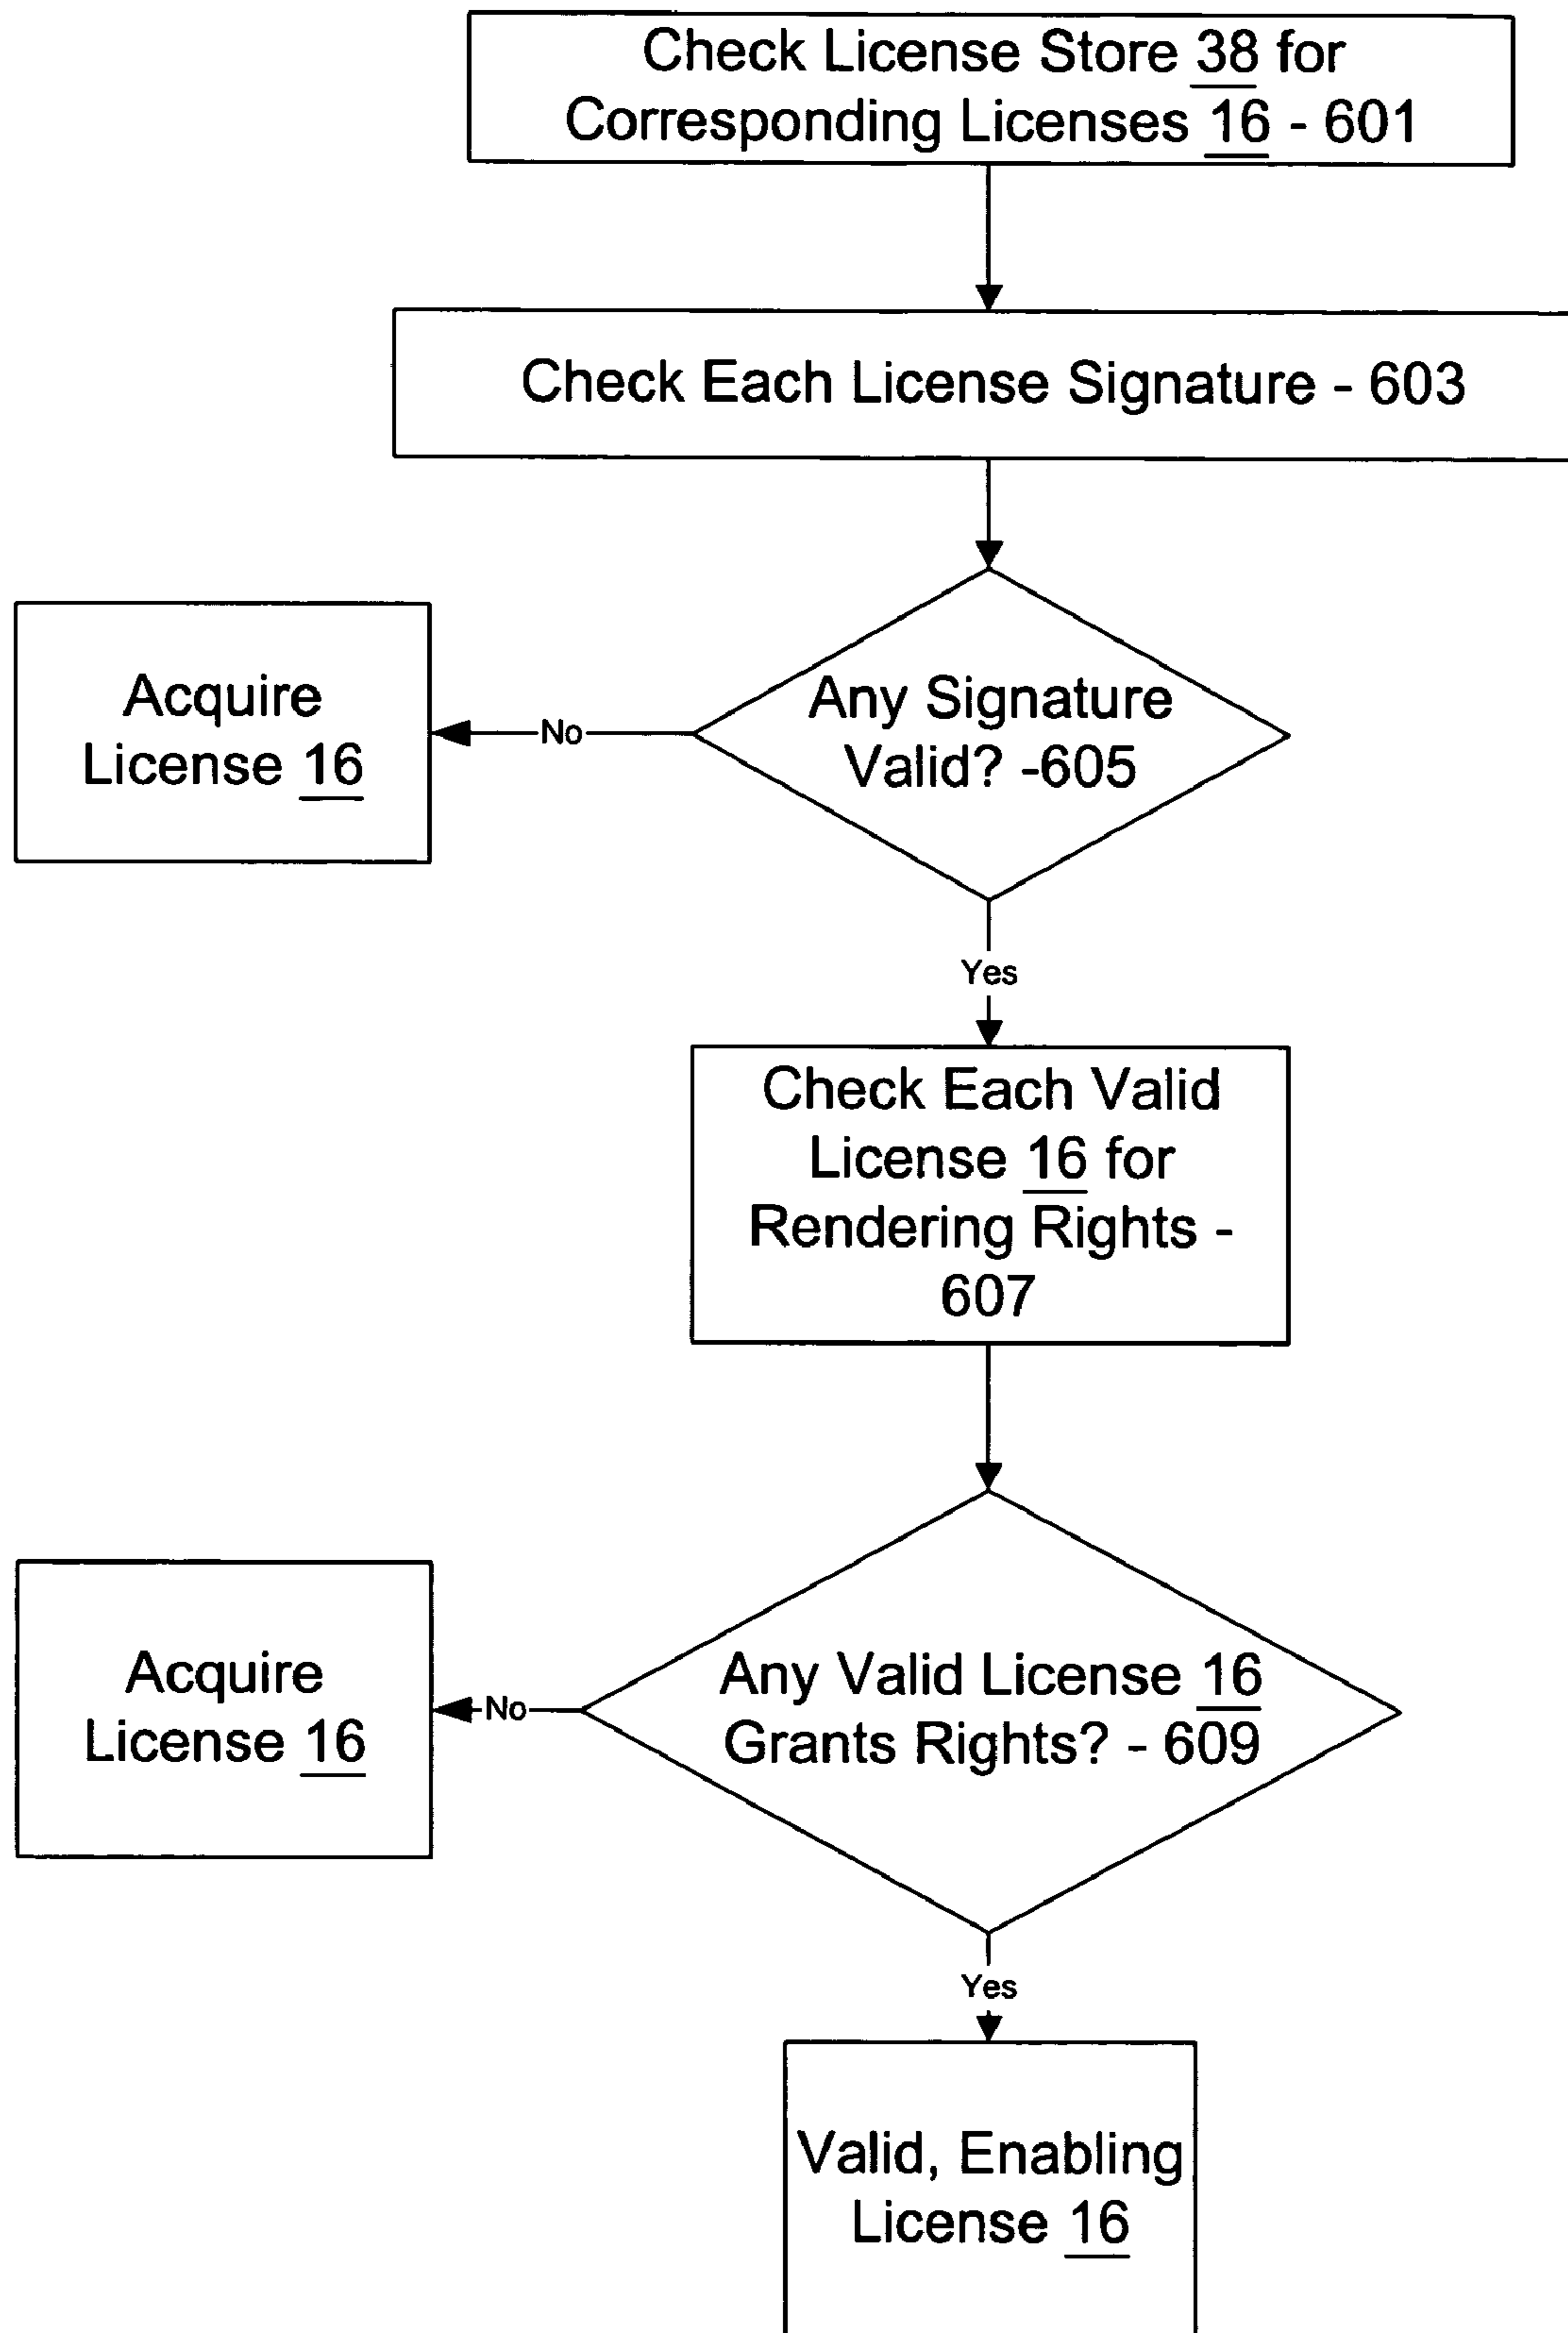 Check License Store 38 for
Corresponding Licenses 16 - 601
Check Each License Signature - 603
Any Signature
Valid? -605
No
Acquire
License 16
Yes
Check Each Valid
License 16 for
Rendering Rights -
607
Any Valid License 16
Grants Rights? - 609
No
Acquire
License 16
Yes
Valid, Enabling
License 16